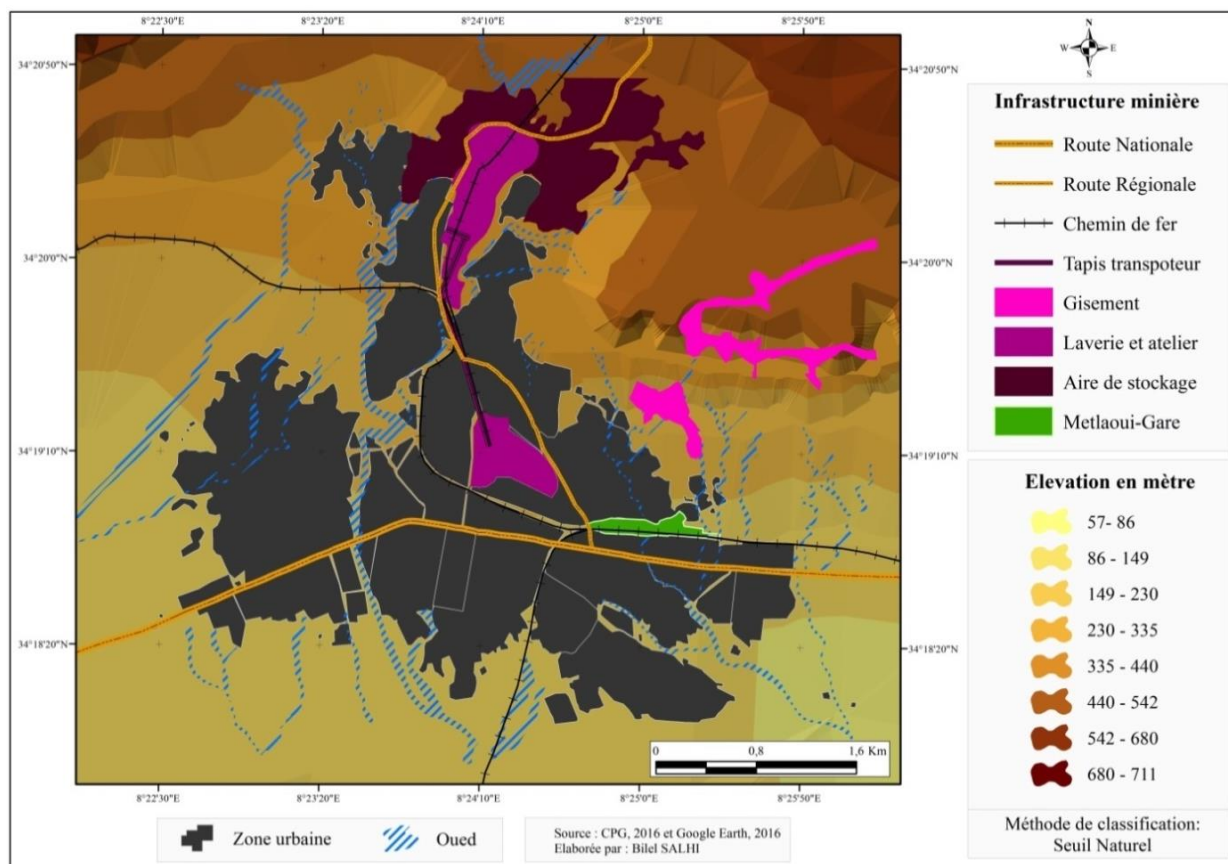 8°22'30"E
8°23'20"E
8°24'10"E
8°25'0"E
8°25'50"E
34°20'50"N
34°20'50"N
34°20'0"N
34°20'0"N
34°19'10"N
34°19'10"N
34°18'20"N
34°18'20"N
0
0,8
1,6 Km
8°22'30"E
8°23'20"E
8°24'10"E
8°25'0"E
8°25'50"E
N
W
E
S
Infrastructure minière
Route Nationale
Route Régionale
Chemin de fer
Tapis transpoteur
Gisement
Laverie et atelier
Aire de stockage
Metlaoui-Gare
Elevation en mètre
57- 86
86 - 149
149 - 230
230 - 335
335 - 440
440 - 542
542 - 680
680 - 711
Méthode de classification:
Seuil Naturel
Zone urbaine
Oued
Source : CPG, 2016 et Google Earth, 2016
Elaborée par : Bilel SALHI